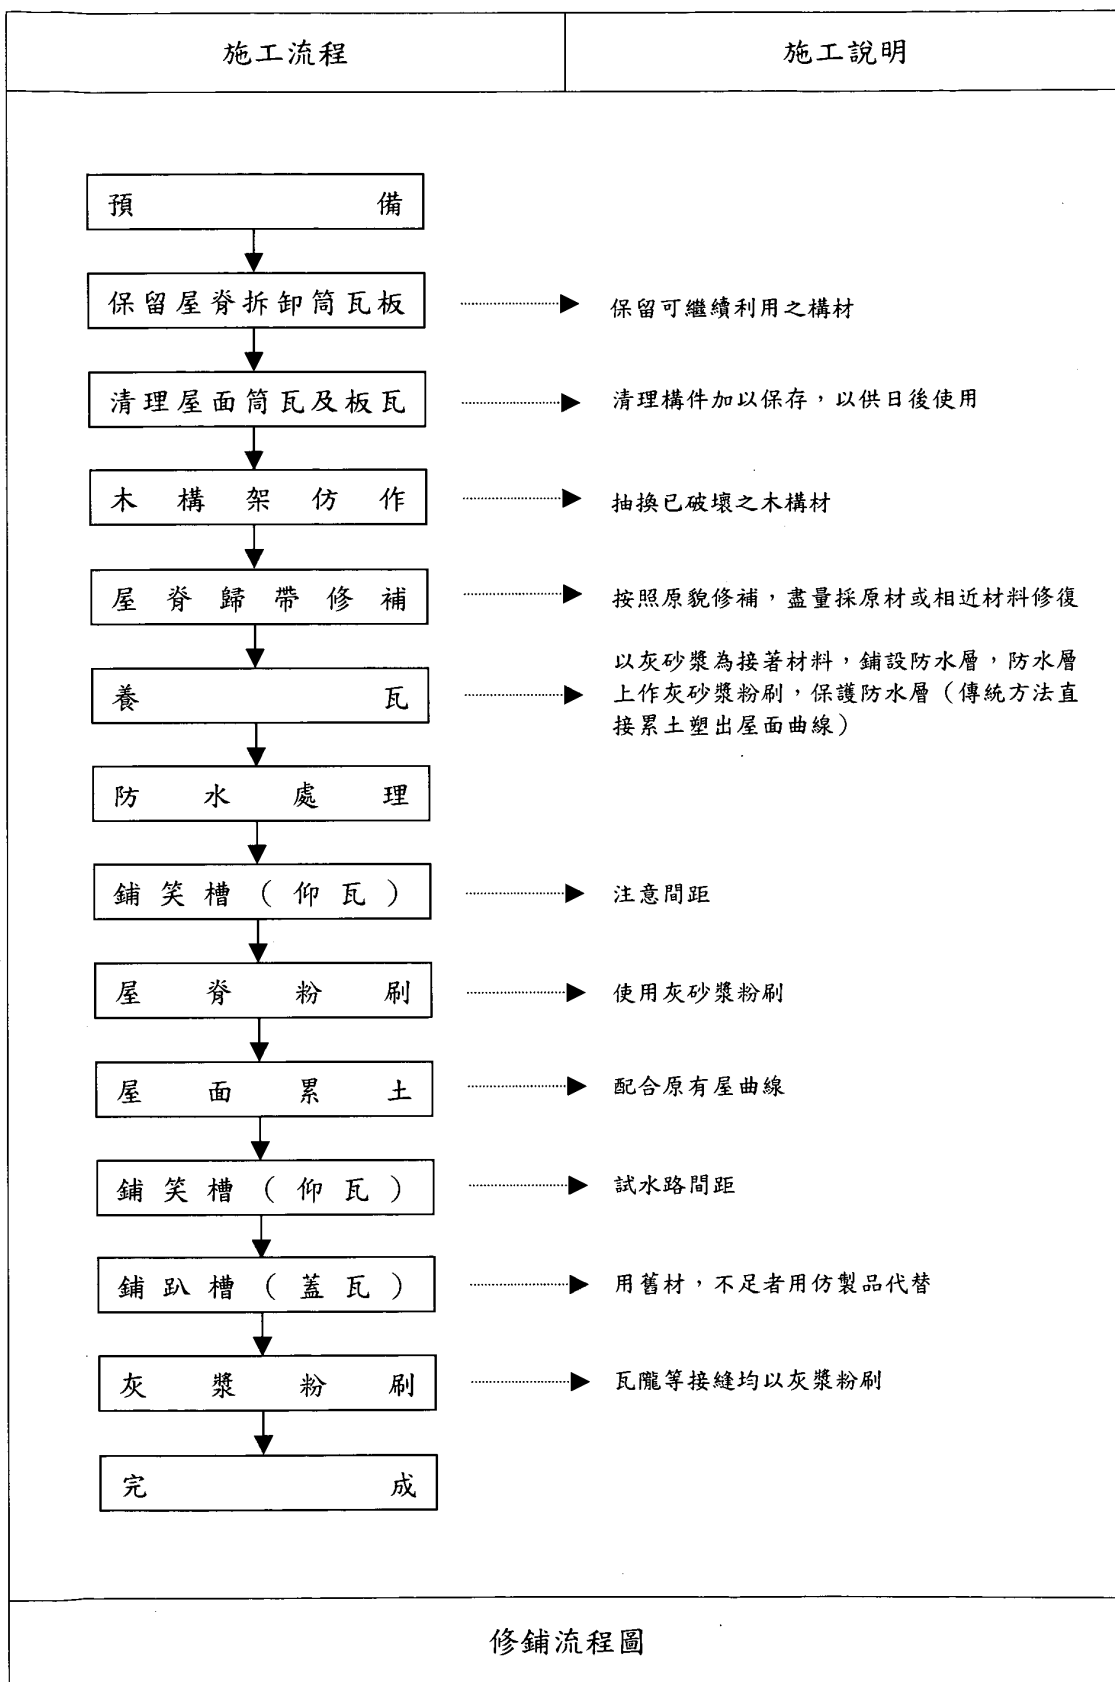 施工流程
施工說明
預備
保留屋脊拆卸筒瓦板
保留可繼續利用之構材
清理屋面筒瓦及板瓦
清理構件加以保存，以供日後使用
木構架仿作
抽換已破壞之木構材
屋脊歸帶修補
按照原貌修補，盡量採原材或相近材料修復
養瓦
以灰砂漿為接著材料，鋪設防水層，防水層
上作灰砂漿粉刷，保護防水層（傳統方法直
接累土塑出屋面曲線）
防水處理
鋪笑槽（仰瓦）
注意間距
屋脊粉刷
使用灰砂漿粉刷
屋面累土
配合原有屋曲線
鋪笑槽（仰瓦）
試水路間距
鋪趴槽（蓋瓦）
用舊材，不足者用仿製品代替
灰漿粉刷
瓦隴等接縫均以灰漿粉刷
完成
修鋪流程圖